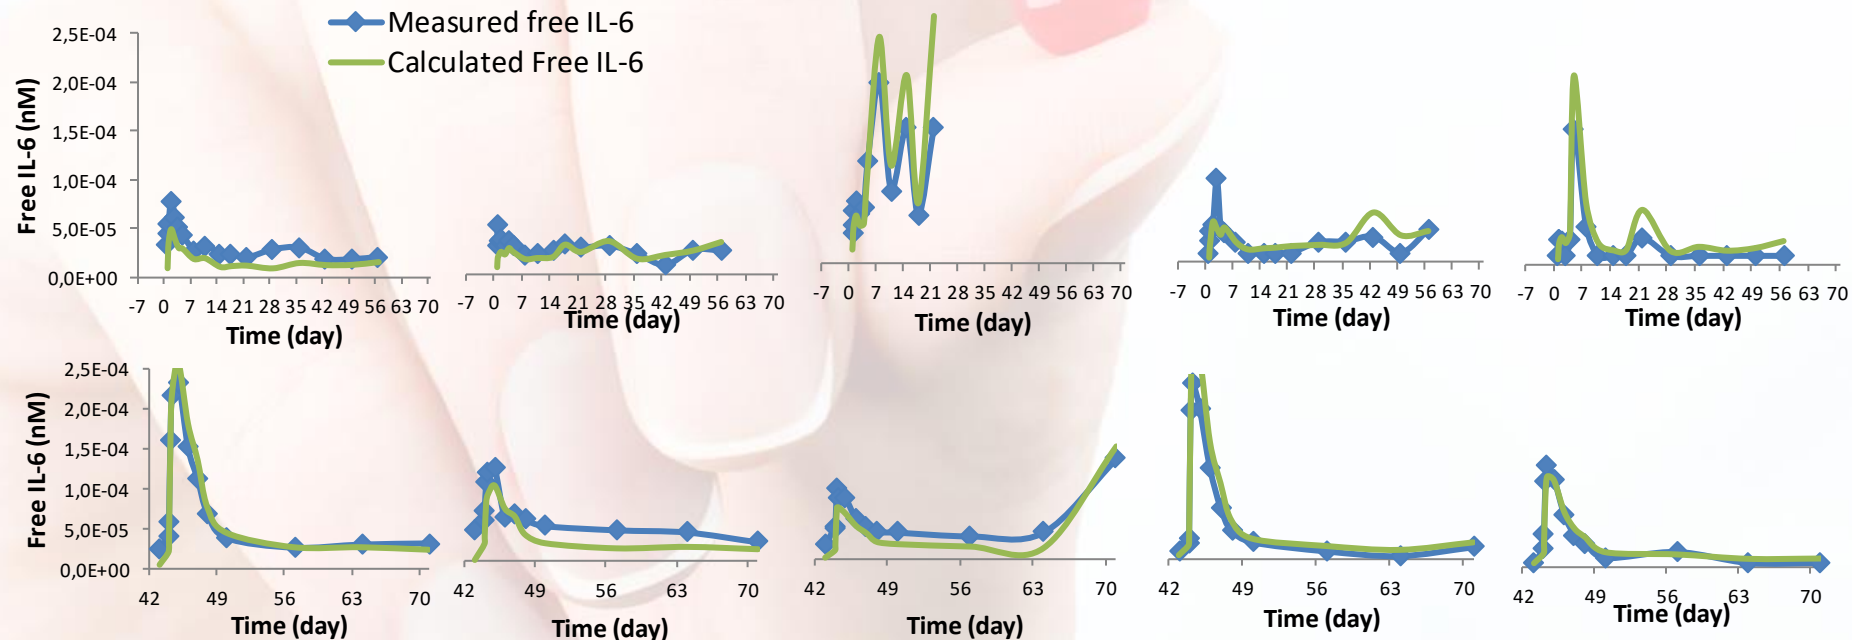 Measured free IL-6
Calculated Free IL-6
Free IL-6 (nM)
2,5E-04
2,0E-04
1,5E-04
1,0E-04
5,0E-05
0,0E+00
-7 0 7 14 21 28 35 42 49 56 63 70
Time (day)
-7 0 7 14 21 28 35 42 49 56 63 70
Time (day)
-7 0 7 14 21 28 35 42 49 56 63 70
Time (day)
-7 0 7 14 21 28 35 42 49 56 63 70
Time (day)
-7 0 7 14 21 28 35 42 49 56 63 70
Time (day)
Free IL-6 (nM)
2,5E-04
2,0E-04
1,5E-04
1,0E-04
5,0E-05
0,0E+00
42 49 56 63 70
Time (day)
42 49 56 63 70
Time (day)
42 49 56 63 70
Time (day)
42 49 56 63 70
Time (day)
42 49 56 63 70
Time (day)